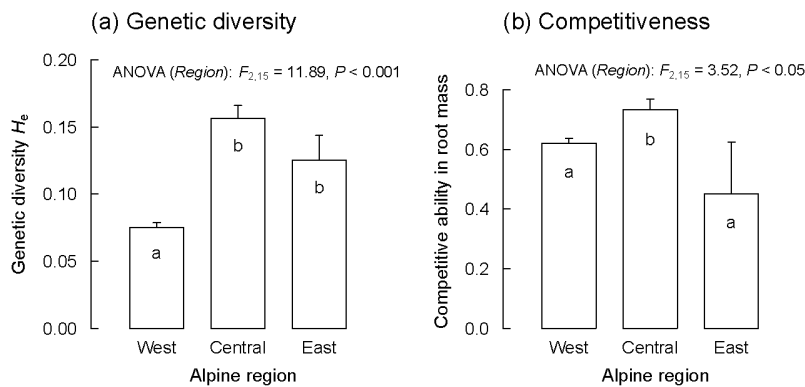 (a) Genetic diversity
ANOVA (Region): F2,15 = 11.89, P < 0.001
Genetic diversity He
0.20
0.15
0.10
0.05
0.00
a
b
b
West Central East
Alpine region
(b) Competitiveness
ANOVA (Region): F2,15 = 3.52, P < 0.05
Competitive ability in root mass
0.8
0.6
0.4
0.2
0.0
a
b
a
West Central East
Alpine region